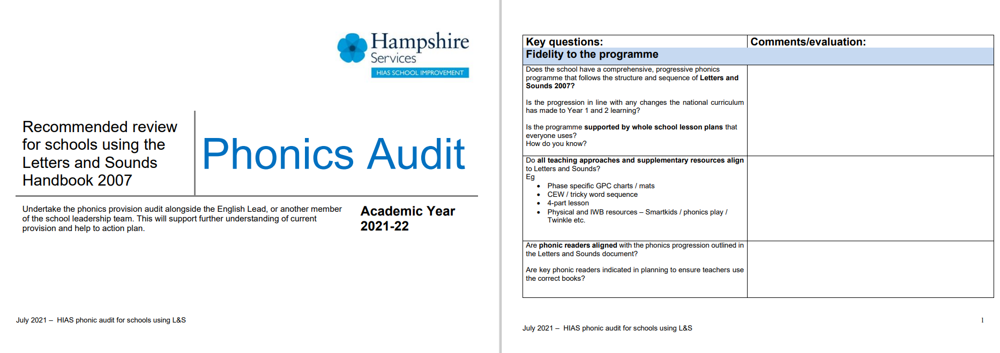 Hampshire
Services
HIAS SCHOOL IMPROVEMENT
Recommended review
for schools using the
Letters and Sounds
Handbook 2007
Phonics Audit
Undertake the phonics provision audit alongside the English Lead, or another member
of the school leadership team. This will support further understanding of current
provision and help to action plan.
Academic Year
2021-22
July 2021 –  HIAS phonic audit for schools using L&S
Key questions:
Comments/evaluation:
Fidelity to the programme
Does the school have a comprehensive, progressive phonics
programme that follows the structure and sequence of Letters and
Sounds 2007?
Is the progression in line with any changes the national curriculum
has made to Year 1 and 2 learning?
Is the programme supported by whole school lesson plans that
everyone uses?
How do you know?
Do all teaching approaches and supplementary resources align
to Letters and Sounds?
Eg
• Phase specific GPC charts / mats
• CEW / tricky word sequence
• 4-part lesson
• Physical and IWB resources – Smartkids / phonics play /
Twinkle etc.
Are phonic readers aligned with the phonics progression outlined in
the Letters and Sounds document?
Are key phonic readers indicated in planning to ensure teachers use
the correct books?
1
July 2021 –  HIAS phonic audit for schools using L&S